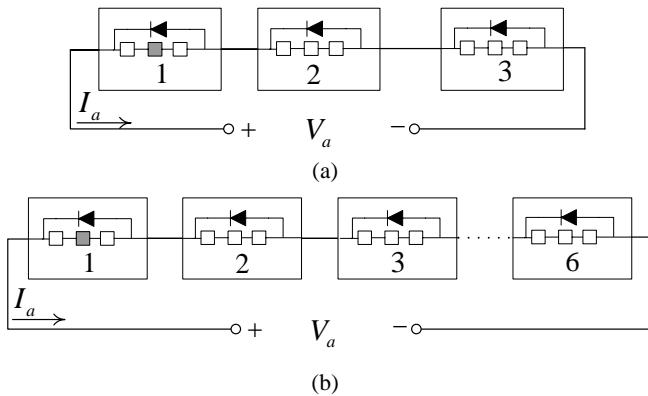 1 2 3
I_a
+ V_a −
(a)
1 2 3 . . . . . . 6
I_a
+ V_a −
(b)